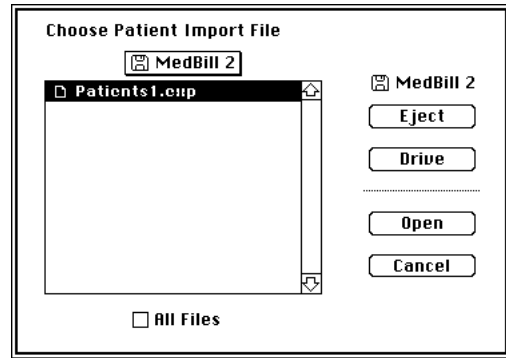 Choose Patient Import File
MedBill 2
Patients1.exp
MedBill 2
Eject
Drive
Open
Cancel
All Files